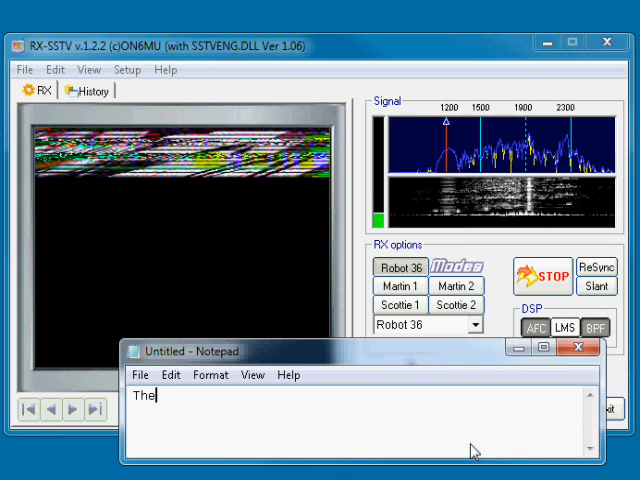 RX-SSTV v.1.2.2 (c)ON6MU (with SSTVENG.DLL Ver 1.06)
File Edit View Setup Help
RX History
Signal
1200 1500 1900 2300
RX options
Robot 36 Modes
Martin 1 Martin 2
Scottie 1 Scottie 2
Robot 36
STOP
ReSync
Slant
DSP
AFC LMS BPF
Untitled - Notepad
File Edit Format View Help
The